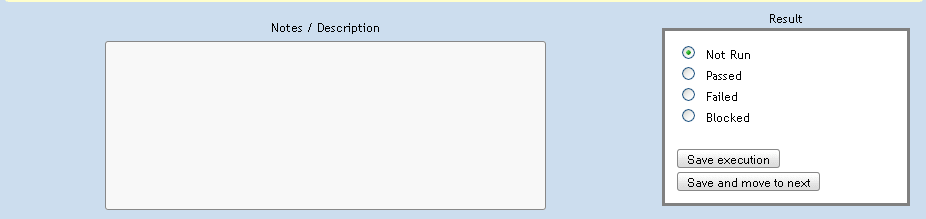 Notes / Description
Result
Not Run
Passed
Failed
Blocked
Save execution
Save and move to next